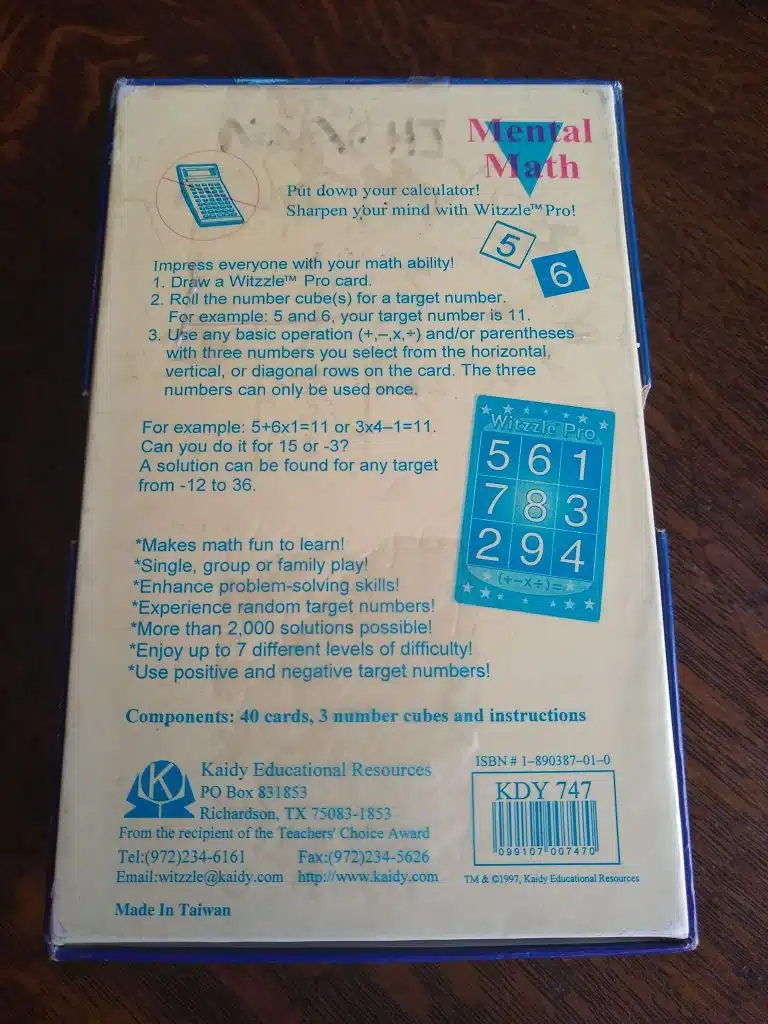 Mental
Math
Put down your calculator!
Sharpen your mind with Witzzle™ Pro!
5
6
Impress everyone with your math ability!
1. Draw a Witzzle™ Pro card.
2. Roll the number cube(s) for a target number.
For example: 5 and 6, your target number is 11.
3. Use any basic operation (+,–,x,÷) and/or parentheses
with three numbers you select from the horizontal,
vertical, or diagonal rows on the card. The three
numbers can only be used once.
For example: 5+6x1=11 or 3x4–1=11.
Can you do it for 15 or -3?
A solution can be found for any target
from -12 to 36.
Witzzle Pro
5 6 1
7 8 3
2 9 4
(+–x÷)=
*Makes math fun to learn!
*Single, group or family play!
*Enhance problem-solving skills!
*Experience random target numbers!
*More than 2,000 solutions possible!
*Enjoy up to 7 different levels of difficulty!
*Use positive and negative target numbers!
Components: 40 cards, 3 number cubes and instructions
K
Kaidy Educational Resources
PO Box 831853
Richardson, TX 75083-1853
From the recipient of the Teachers' Choice Award
Tel:(972)234-6161 Fax:(972)234-5626
Email:witzzle@kaidy.com http://www.kaidy.com
Made In Taiwan
ISBN # 1–890387–01–0
KDY 747
099107 007470
TM & ©1997, Kaidy Educational Resources